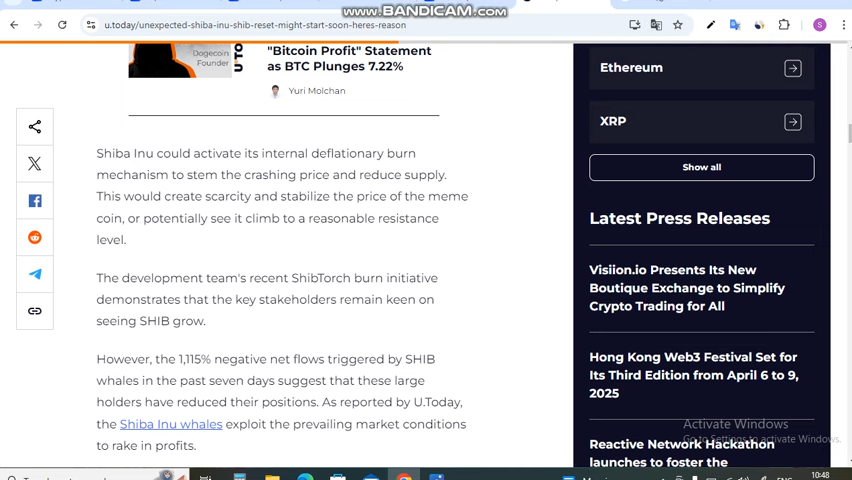 WWW.BANDICAM.COM
u.today/unexpected-shiba-inu-shib-reset-might-start-soon-heres-reason
S
Dogecoin
Founder
"Bitcoin Profit" Statement
as BTC Plunges 7.22%
Yuri Molchan
Shiba Inu could activate its internal deflationary burn
mechanism to stem the crashing price and reduce supply.
This would create scarcity and stabilize the price of the meme
coin, or potentially see it climb to a reasonable resistance
level.
The development team's recent ShibTorch burn initiative
demonstrates that the key stakeholders remain keen on
seeing SHIB grow.
However, the 1,115% negative net flows triggered by SHIB
whales in the past seven days suggest that these large
holders have reduced their positions. As reported by U.Today,
the Shiba Inu whales exploit the prevailing market conditions
to rake in profits.
Ethereum
XRP
Show all
Latest Press Releases
Visiion.io Presents Its New
Boutique Exchange to Simplify
Crypto Trading for All
Hong Kong Web3 Festival Set for
Its Third Edition from April 6 to 9,
2025
Reactive Network Hackathon
launches to foster the
Activate Windows
Go to Settings to activate Windows.
10:48